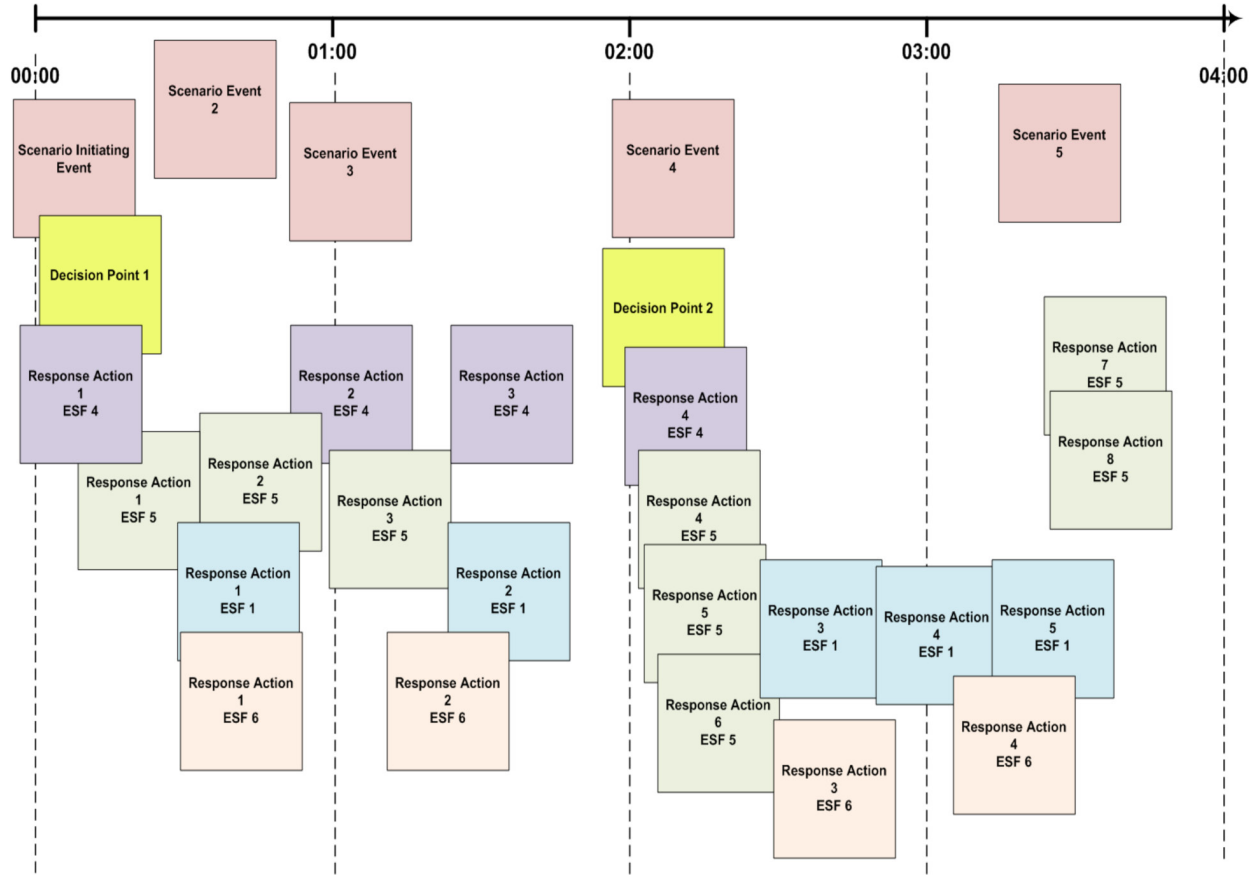 00:00
01:00
02:00
03:00
04:00
Scenario Initiating
Event
Scenario Event
2
Scenario Event
3
Scenario Event
4
Scenario Event
5
Decision Point 1
Decision Point 2
Response Action
1
ESF 4
Response Action
2
ESF 4
Response Action
3
ESF 4
Response Action
4
ESF 4
Response Action
1
ESF 5
Response Action
2
ESF 5
Response Action
3
ESF 5
Response Action
4
ESF 5
Response Action
5
ESF 5
Response Action
6
ESF 5
Response Action
7
ESF 5
Response Action
8
ESF 5
Response Action
1
ESF 1
Response Action
2
ESF 1
Response Action
3
ESF 1
Response Action
4
ESF 1
Response Action
5
ESF 1
Response Action
1
ESF 6
Response Action
2
ESF 6
Response Action
3
ESF 6
Response Action
4
ESF 6